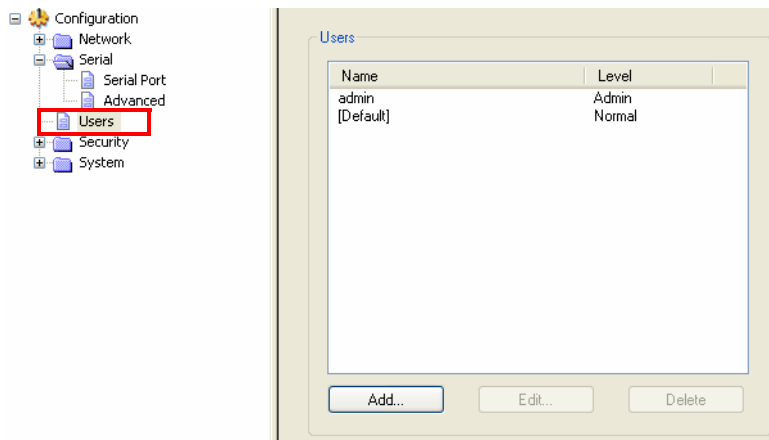 Configuration
Network
Serial
Serial Port
Advanced
Users
Security
System
Users
Name Level
admin Admin
[Default] Normal
Add... Edit... Delete